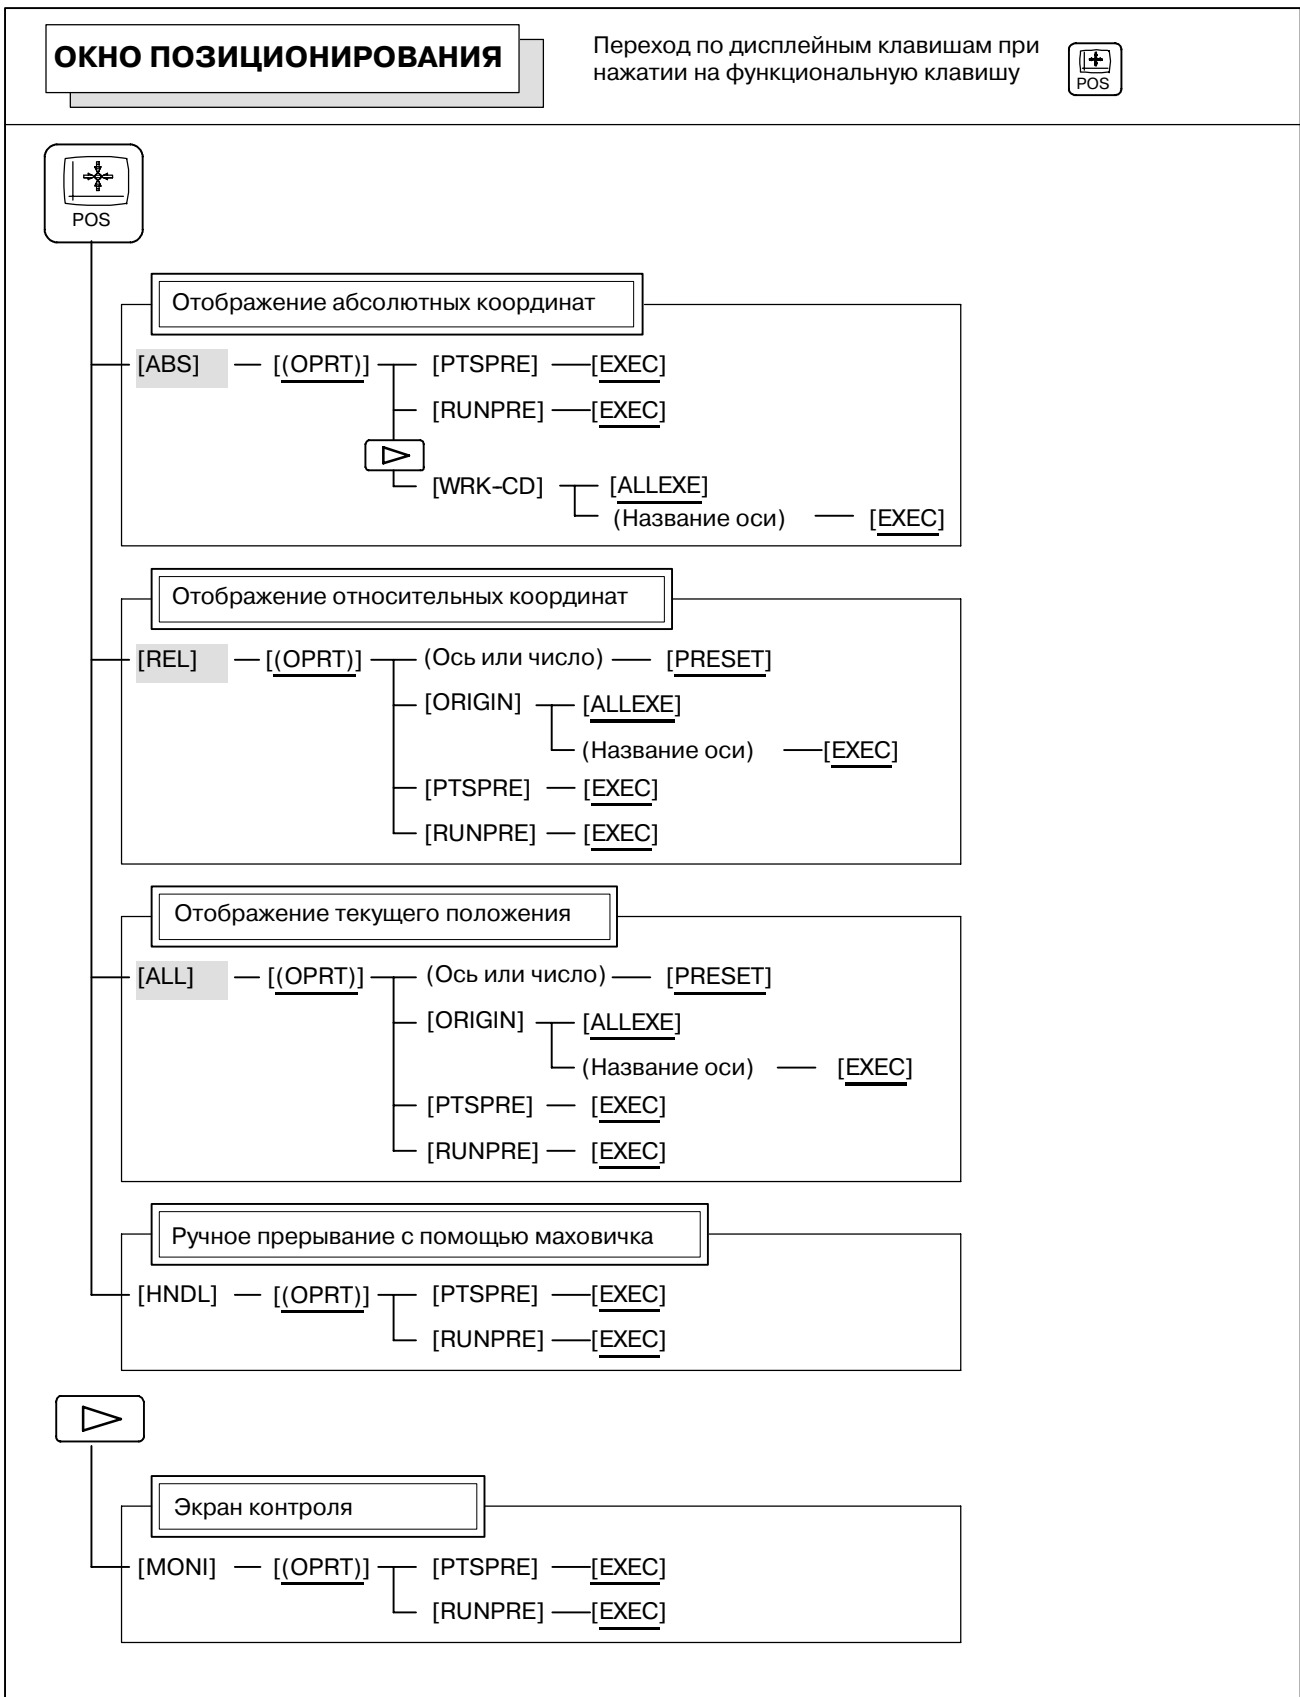 ОКНО ПОЗИЦИОНИРОВАНИЯ
Переход по дисплейным клавишам при
нажатии на функциональную клавишу
POS
POS
Отображение абсолютных координат
[ABS] [(OPRT)] [PTSPRE] [EXEC]
[RUNPRE] [EXEC]
[WRK-CD] [ALLEXE]
(Название оси) [EXEC]
Отображение относительных координат
[REL] [(OPRT)] (Ось или число) [PRESET]
[ORIGIN] [ALLEXE]
(Название оси) [EXEC]
[PTSPRE] [EXEC]
[RUNPRE] [EXEC]
Отображение текущего положения
[ALL] [(OPRT)] (Ось или число) [PRESET]
[ORIGIN] [ALLEXE]
(Название оси) [EXEC]
[PTSPRE] [EXEC]
[RUNPRE] [EXEC]
Ручное прерывание с помощью маховичка
[HNDL] [(OPRT)] [PTSPRE] [EXEC]
[RUNPRE] [EXEC]
Экран контроля
[MONI] [(OPRT)] [PTSPRE] [EXEC]
[RUNPRE] [EXEC]